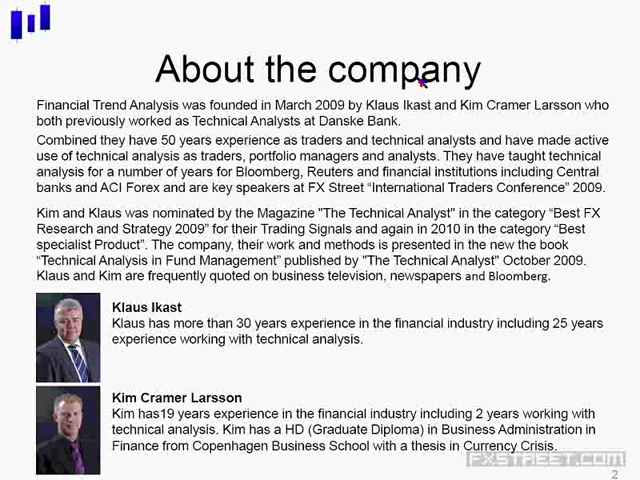 About the company
Financial Trend Analysis was founded in March 2009 by Klaus Ikast and Kim Cramer Larsson who
both previously worked as Technical Analysts at Danske Bank.
Combined they have 50 years experience as traders and technical analysts and have made active
use of technical analysis as traders, portfolio managers and analysts. They have taught technical
analysis for a number of years for Bloomberg, Reuters and financial institutions including Central
banks and ACI Forex and are key speakers at FX Street “International Traders Conference” 2009.
Kim and Klaus was nominated by the Magazine "The Technical Analyst" in the category “Best FX
Research and Strategy 2009” for their Trading Signals and again in 2010 in the category “Best
specialist Product”. The company, their work and methods is presented in the new the book
“Technical Analysis in Fund Management” published by "The Technical Analyst" October 2009.
Klaus and Kim are frequently quoted on business television, newspapers and Bloomberg.
Klaus Ikast
Klaus has more than 30 years experience in the financial industry including 25 years
experience working with technical analysis.
Kim Cramer Larsson
Kim has19 years experience in the financial industry including 2 years working with
technical analysis. Kim has a HD (Graduate Diploma) in Business Administration in
Finance from Copenhagen Business School with a thesis in Currency Crisis.
FXSTREET.COM
2